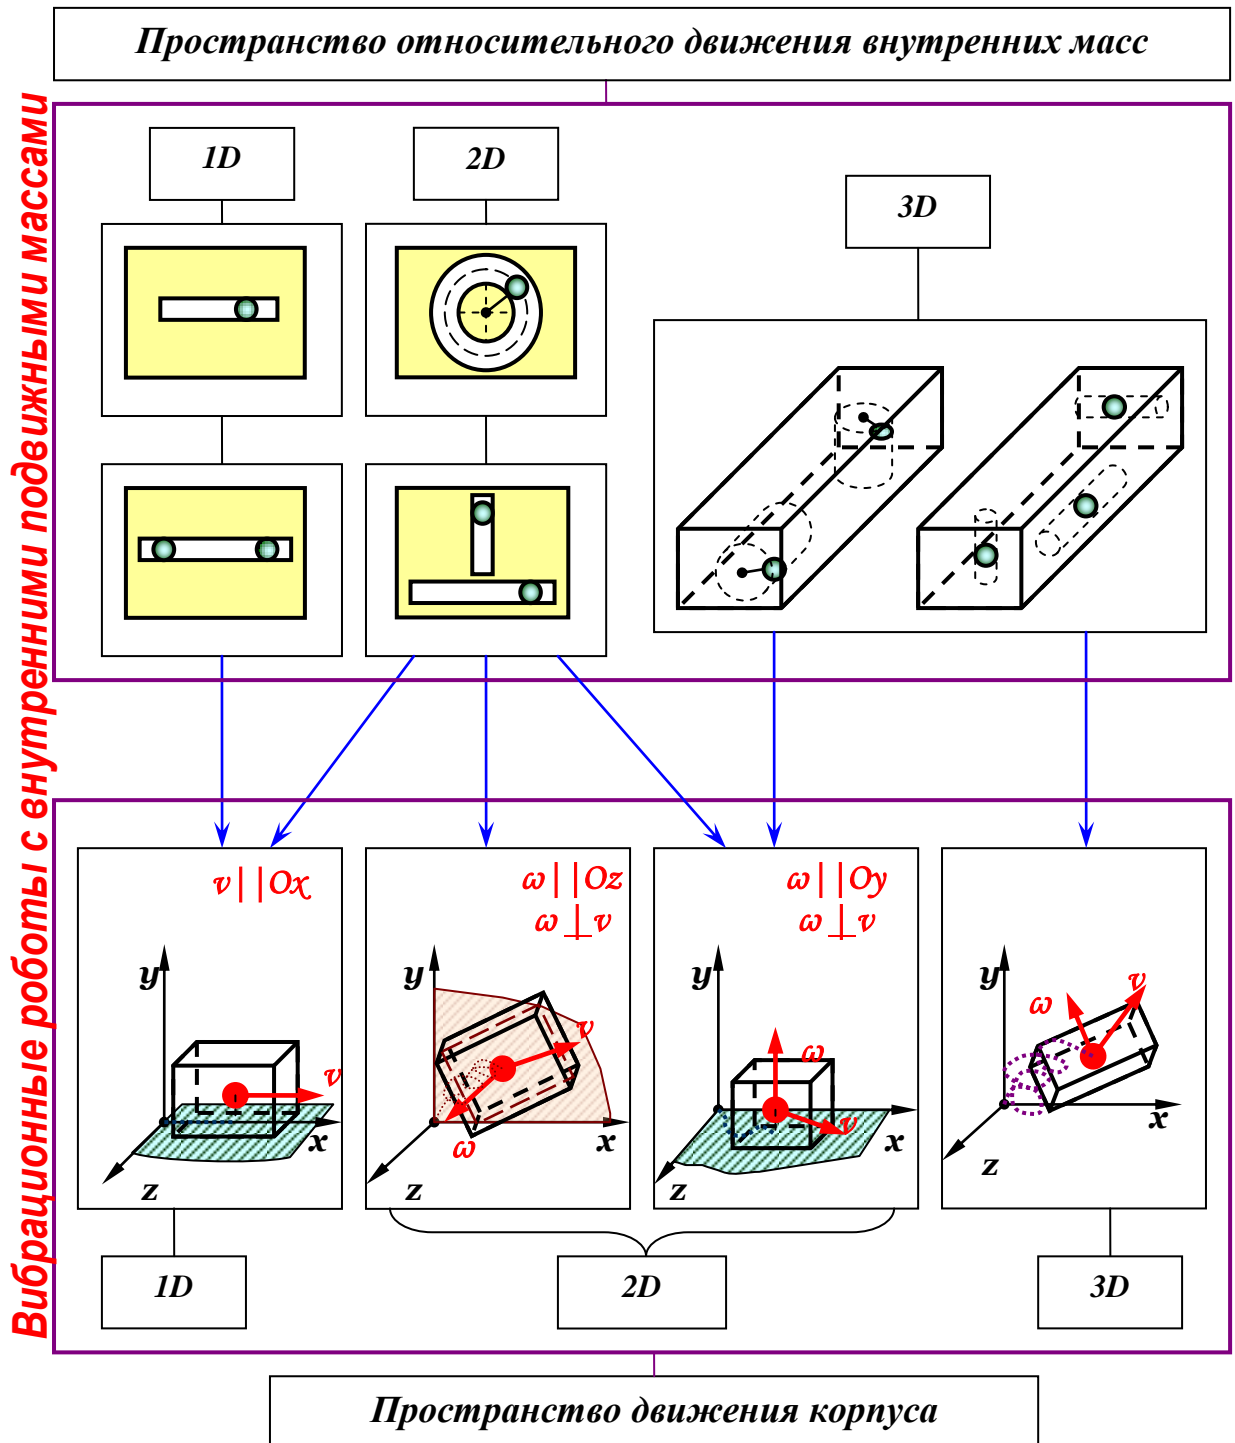 Пространство относительного движения внутренних масс
Вибрационные роботы с внутренними подвижными массами
1D
2D
3D
v||Ox
y
v
x
z
ω||Oz
ω⊥v
y
v
ω
x
z
ω||Oy
ω⊥v
y
ω
v
x
z
y
v
ω
x
z
1D
2D
3D
Пространство движения корпуса